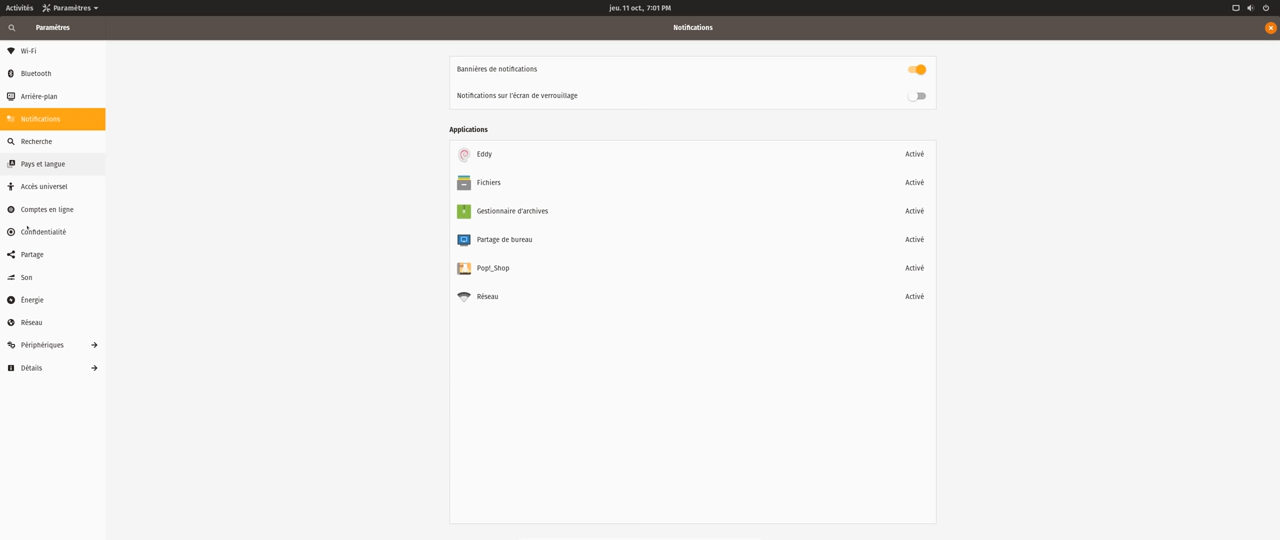 Activités
Paramètres
jeu. 11 oct., 7:01 PM
Paramètres
Notifications
Wi-Fi
Bluetooth
Arrière-plan
Notifications
Recherche
Pays et langue
Accès universel
Comptes en ligne
Confidentialité
Partage
Son
Énergie
Réseau
Périphériques
Détails
Bannières de notifications
Notifications sur l'écran de verrouillage
Applications
Eddy Activé
Fichiers Activé
Gestionnaire d'archives Activé
Partage de bureau Activé
Pop!_Shop Activé
Réseau Activé